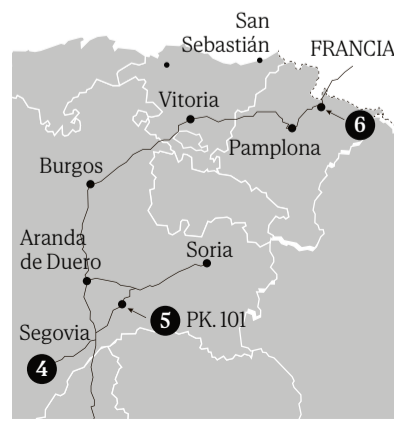 San
Sebastián
FRANCIA
Vitoria
6
Pamplona
Burgos
Aranda
de Duero
Soria
5 PK. 101
Segovia
4